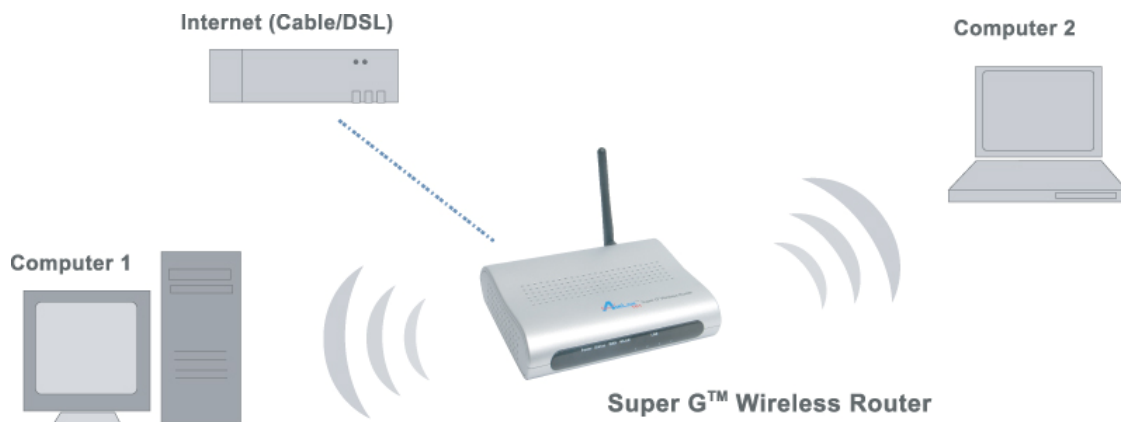 Internet (Cable/DSL)
Computer 2
Computer 1
Super G™ Wireless Router